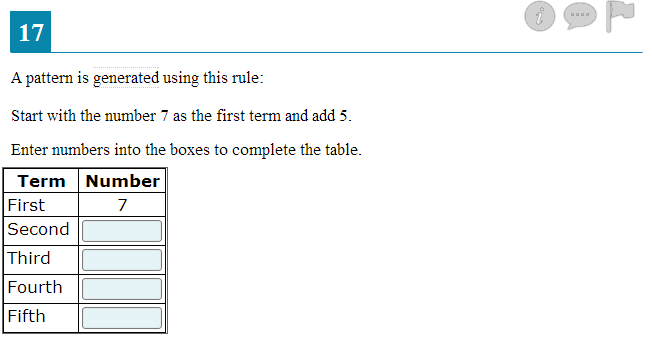 17
A pattern is generated using this rule:
Start with the number 7 as the first term and add 5.
Enter numbers into the boxes to complete the table.
Term Number
First 7
Second
Third
Fourth
Fifth